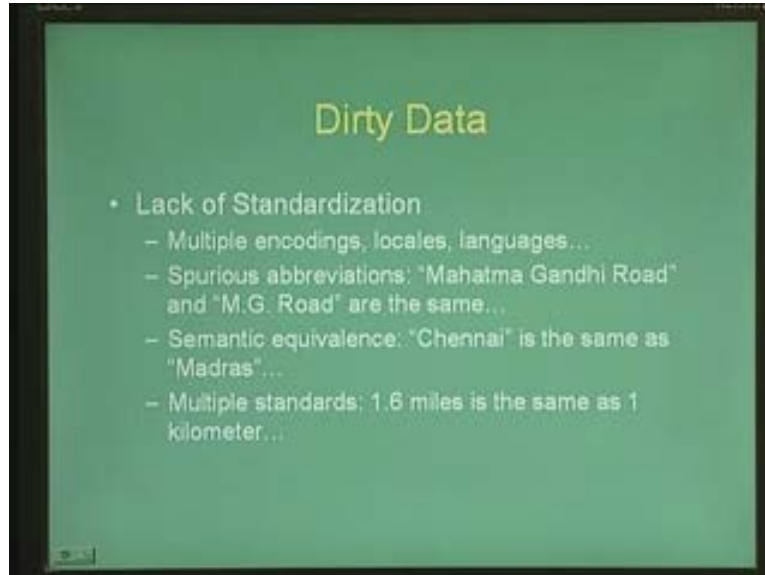 Dirty Data
• Lack of Standardization
– Multiple encodings, locales, languages...
– Spurious abbreviations: "Mahatma Gandhi Road"
and "M.G. Road" are the same...
– Semantic equivalence: "Chennai" is the same as
"Madras"...
– Multiple standards: 1.6 miles is the same as 1
kilometer...